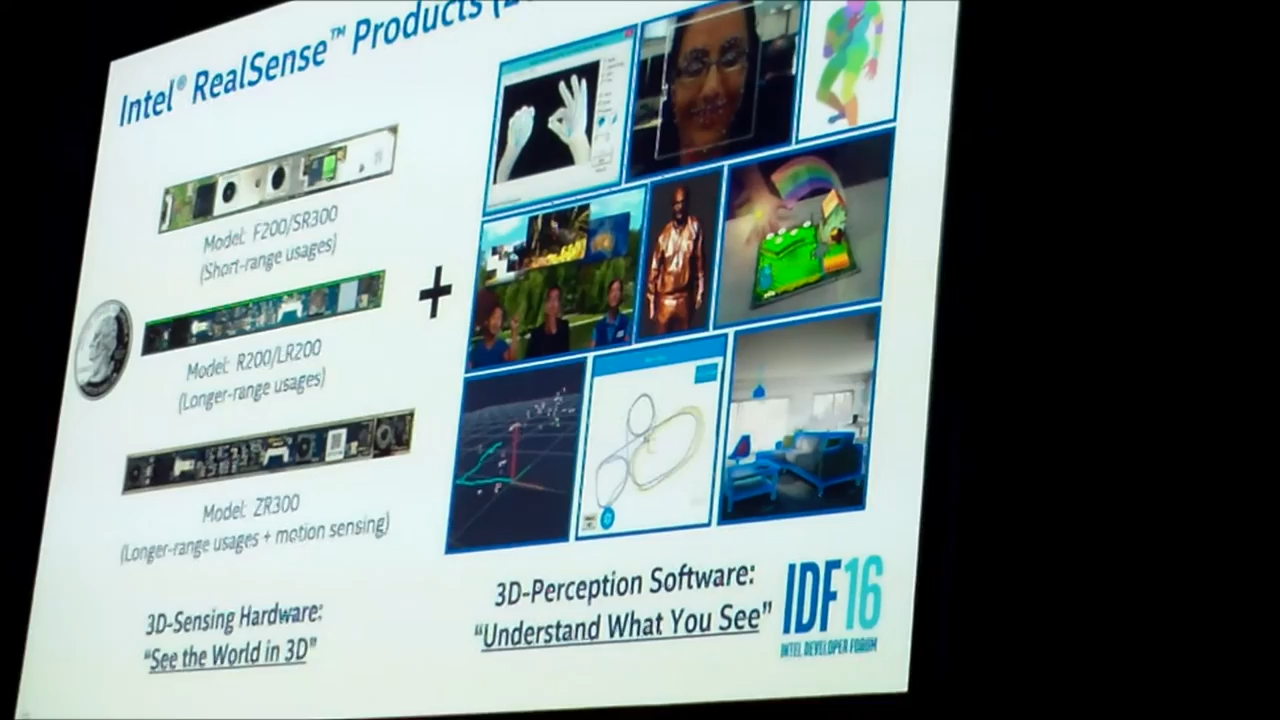 Intel® RealSense™ Products
Model: F200/SR300
(Short-range usages)
Model: R200/LR200
(Longer-range usages)
Model: ZR300
(Longer-range usages + motion sensing)
3D-Sensing Hardware:
“See the World in 3D”
+
3D-Perception Software:
“Understand What You See”
IDF16
INTEL DEVELOPER FORUM